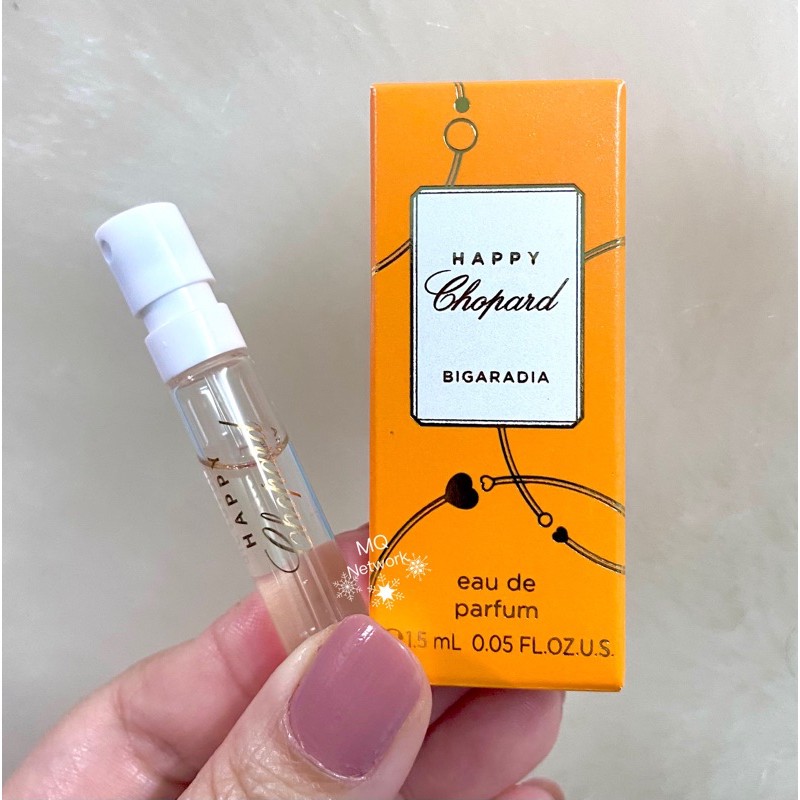 HAPPY
Chopard
BIGARADIA
eau de
parfum
1.5 mL 0.05 FL.OZ.U.S.
HAPPY
Chopard
MQ
Network